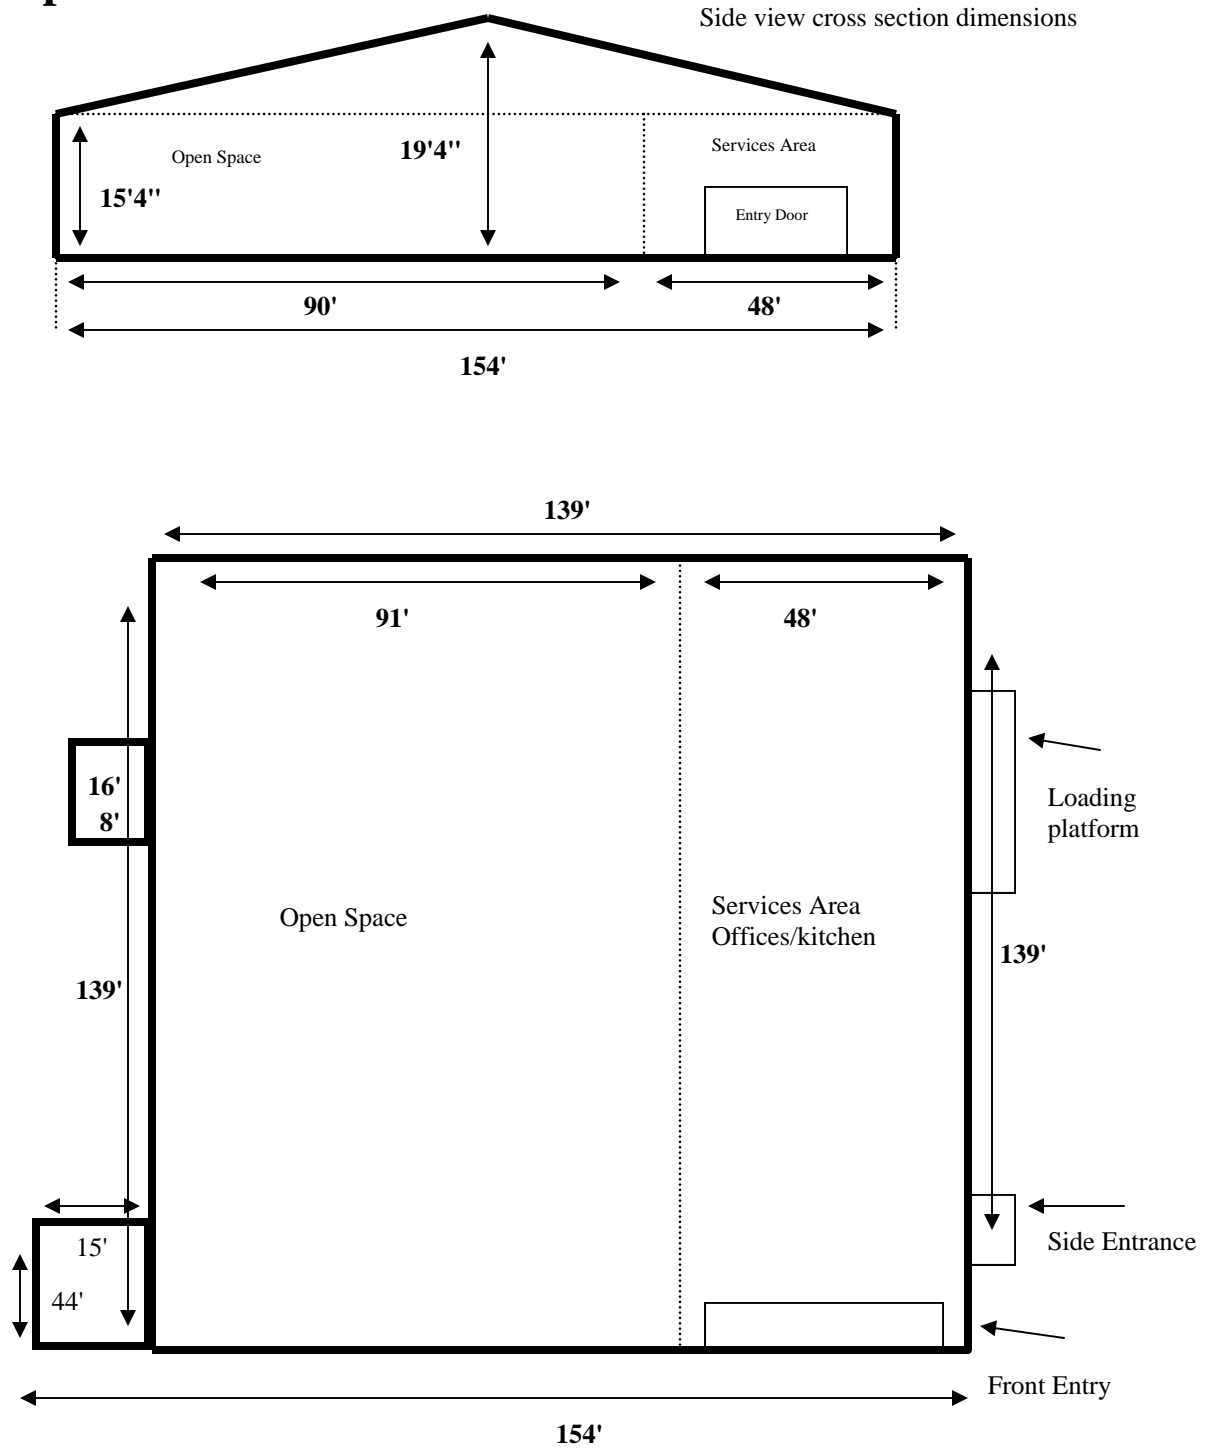 Side view cross section dimensions
Open Space
19'4"
Services Area
15'4"
Entry Door
90'
48'
154'
139'
91'
48'
16'
8'
Loading
platform
Open Space
Services Area
Offices/kitchen
139'
139'
15'
Side Entrance
44'
Front Entry
154'